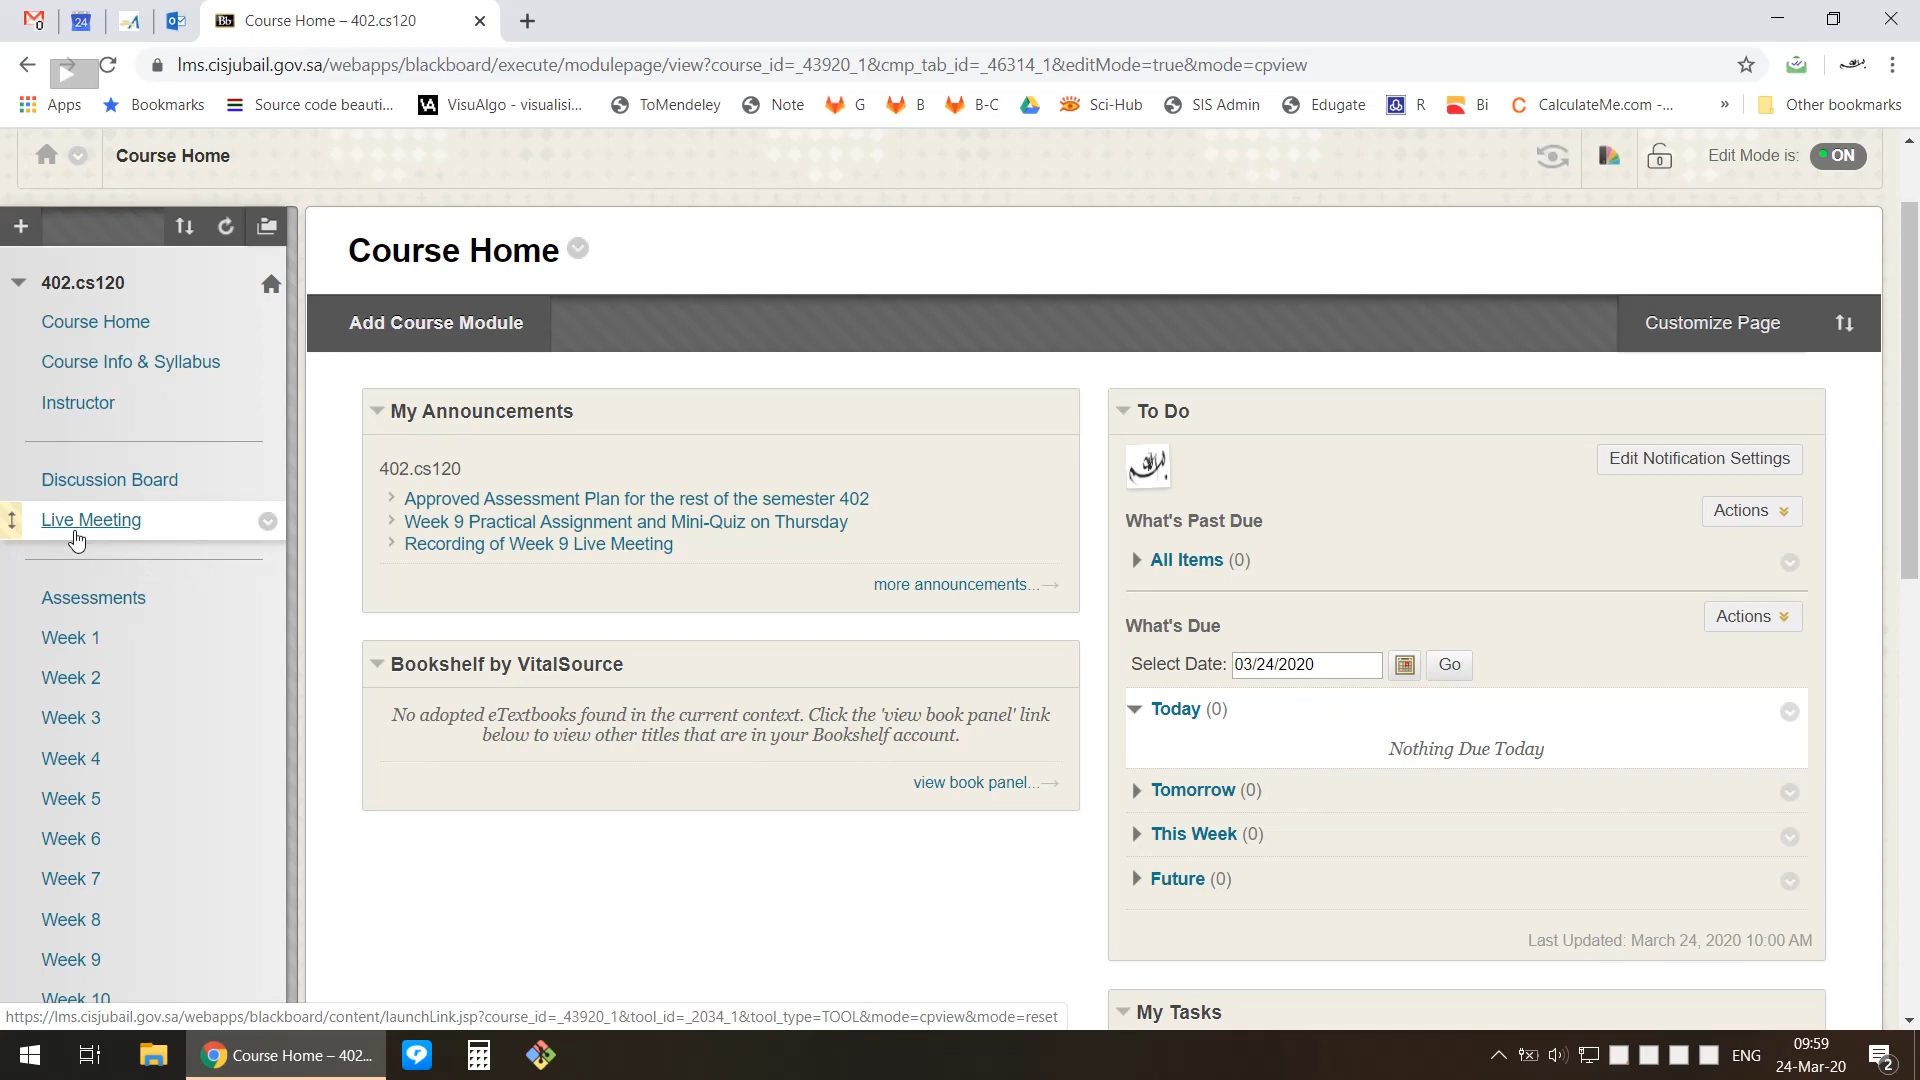 24
Bb Course Home – 402.cs120
lms.cisjubail.gov.sa/webapps/blackboard/execute/modulepage/view?course_id=_43920_1&cmp_tab_id=_46314_1&editMode=true&mode=cpview
Apps Bookmarks Source code beauti... VisuAlgo - visualisi... ToMendeley Note G B B-C Sci-Hub SIS Admin Edugate R Bi CalculateMe.com -... » Other bookmarks
Course Home
Edit Mode is: ON
402.cs120
Course Home
Course Info & Syllabus
Instructor
Discussion Board
Live Meeting
Assessments
Week 1
Week 2
Week 3
Week 4
Week 5
Week 6
Week 7
Week 8
Week 9
Week 10
Course Home
Add Course Module
Customize Page
My Announcements
402.cs120
Approved Assessment Plan for the rest of the semester 402
Week 9 Practical Assignment and Mini-Quiz on Thursday
Recording of Week 9 Live Meeting
more announcements...→
Bookshelf by VitalSource
No adopted eTextbooks found in the current context. Click the 'view book panel' link
below to view other titles that are in your Bookshelf account.
view book panel...→
To Do
Edit Notification Settings
What's Past Due
Actions
All Items (0)
What's Due
Actions
Select Date: 03/24/2020 Go
Today (0)
Nothing Due Today
Tomorrow (0)
This Week (0)
Future (0)
Last Updated: March 24, 2020 10:00 AM
My Tasks
https://lms.cisjubail.gov.sa/webapps/blackboard/content/launchLink.jsp?course_id=_43920_1&tool_id=_2034_1&tool_type=TOOL&mode=cpview&mode=reset
Course Home – 402...
ENG
09:59
24-Mar-20
2